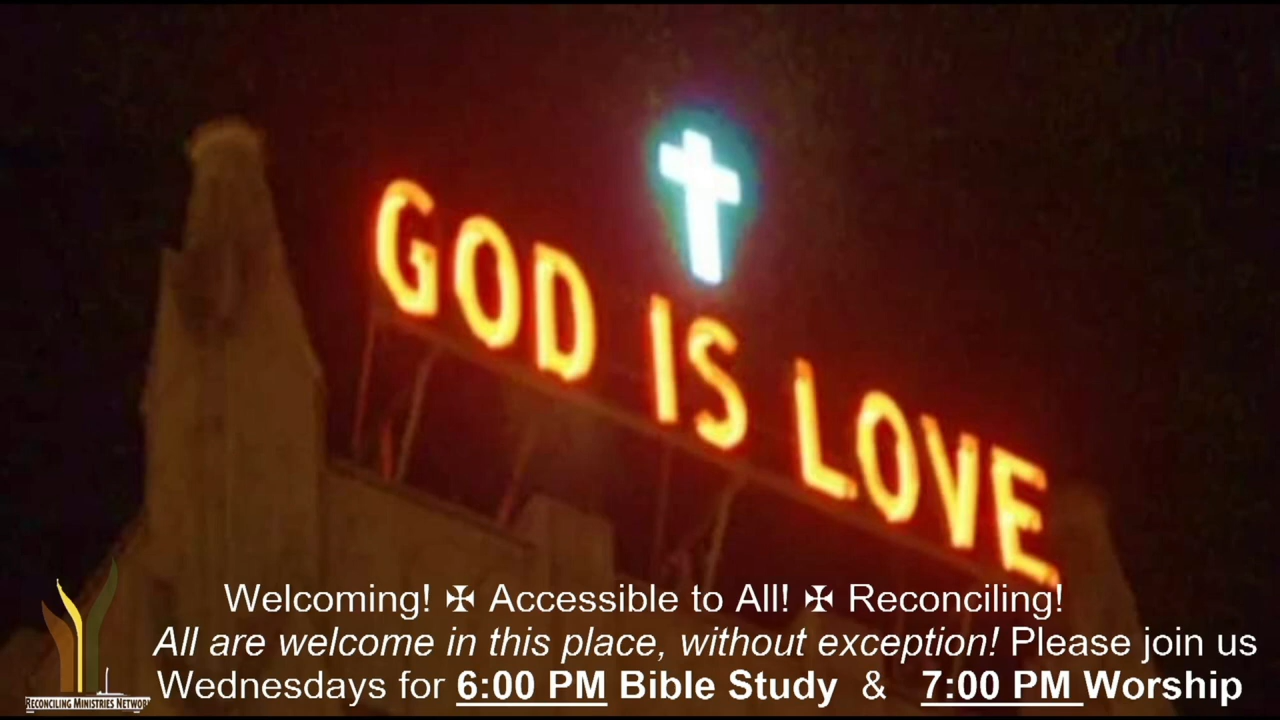 GOD IS LOVE
Welcoming! ✠ Accessible to All! ✠ Reconciling!
All are welcome in this place, without exception! Please join us
Wednesdays for 6:00 PM Bible Study & 7:00 PM Worship
RECONCILING MINISTRIES NETWORK